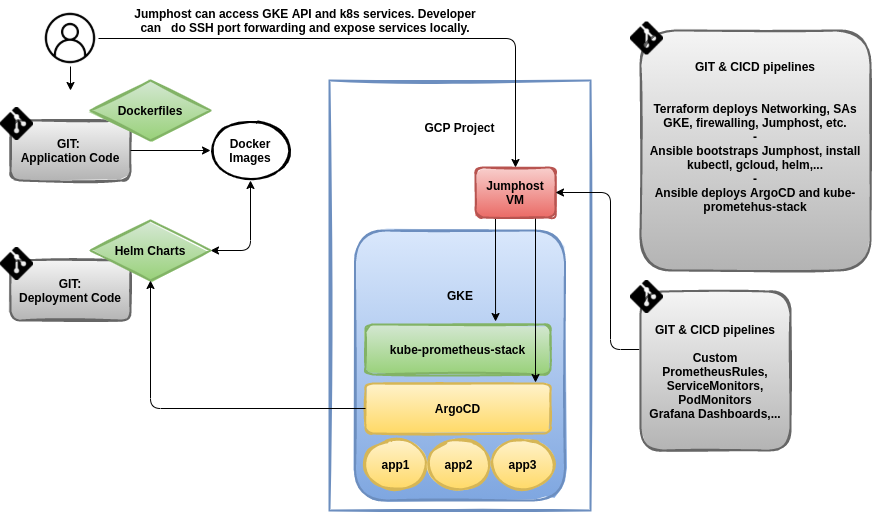 Jumphost can access GKE API and k8s services. Developer
can do SSH port forwarding and expose services locally.
Dockerfiles
GIT:
Application Code
Docker
Images
Helm Charts
GIT:
Deployment Code
GCP Project
Jumphost
VM
GKE
kube-prometheus-stack
ArgoCD
app1
app2
app3
GIT & CICD pipelines
Terraform deploys Networking, SAs
GKE, firewalling, Jumphost, etc.
-
Ansible bootstraps Jumphost, install
kubectl, gcloud, helm,...
-
Ansible deploys ArgoCD and kube-
prometehus-stack
GIT & CICD pipelines
Custom
PrometheusRules,
ServiceMonitors,
PodMonitors
Grafana Dashboards,...